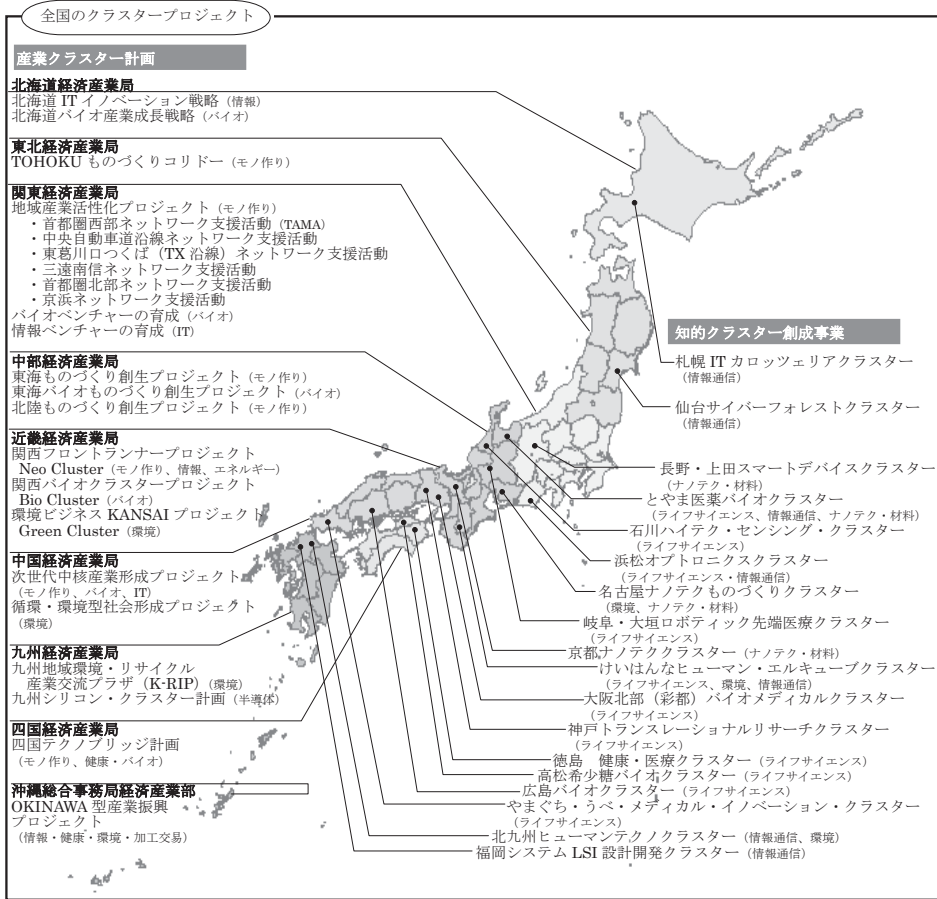 全国のクラスタープロジェクト
産業クラスター計画
北海道経済産業局
北海道 IT イノベーション戦略（情報）
北海道バイオ産業成長戦略（バイオ）
東北経済産業局
TOHOKU ものづくりコリドー（モノ作り）
関東経済産業局
地域産業活性化プロジェクト（モノ作り）
・首都圏西部ネットワーク支援活動 (TAMA)
・中央自動車道沿線ネットワーク支援活動
・東葛川口つくば（TX 沿線）ネットワーク支援活動
・三遠南信ネットワーク支援活動
・首都圏北部ネットワーク支援活動
・京浜ネットワーク支援活動
バイオベンチャーの育成（バイオ）
情報ベンチャーの育成 (IT)
中部経済産業局
東海ものづくり創生プロジェクト（モノ作り）
東海バイオものづくり創生プロジェクト（バイオ）
北陸ものづくり創生プロジェクト（モノ作り）
近畿経済産業局
関西フロントランナープロジェクト
Neo Cluster（モノ作り、情報、エネルギー）
関西バイオクラスタープロジェクト
Bio Cluster（バイオ）
環境ビジネス KANSAI プロジェクト
Green Cluster（環境）
中国経済産業局
次世代中核産業形成プロジェクト
（モノ作り、バイオ、IT）
循環・環境型社会形成プロジェクト
（環境）
九州経済産業局
九州地域環境・リサイクル
産業交流プラザ（K-RIP）（環境）
九州シリコン・クラスター計画（半導体）
四国経済産業局
四国テクノブリッジ計画
（モノ作り、健康・バイオ）
沖縄総合事務局経済産業部
OKINAWA 型産業振興
プロジェクト
（情報・健康・環境・加工交易）
知的クラスター創成事業
札幌 IT カロッツェリアクラスター
（情報通信）
仙台サイバーフォレストクラスター
（情報通信）
長野・上田スマートデバイスクラスター
（ナノテク・材料）
とやま医薬バイオクラスター
（ライフサイエンス、情報通信、ナノテク・材料）
石川ハイテク・センシング・クラスター
（ライフサイエンス）
浜松オプトロニクスクラスター
（ライフサイエンス・情報通信）
名古屋ナノテクものづくりクラスター
（環境、ナノテク・材料）
岐阜・大垣ロボティック先端医療クラスター
（ライフサイエンス）
京都ナノテククラスター（ナノテク・材料）
けいはんなヒューマン・エルキューブクラスター
（ライフサイエンス、環境、情報通信）
大阪北部（彩都）バイオメディカルクラスター
（ライフサイエンス）
神戸トランスレーショナルリサーチクラスター
（ライフサイエンス）
徳島 健康・医療クラスター（ライフサイエンス）
高松希少糖バイオクラスター（ライフサイエンス）
広島バイオクラスター（ライフサイエンス）
やまぐち・うべ・メディカル・イノベーション・クラスター
（ライフサイエンス）
北九州ヒューマンテクノクラスター（情報通信、環境）
福岡システム LSI 設計開発クラスター（情報通信）